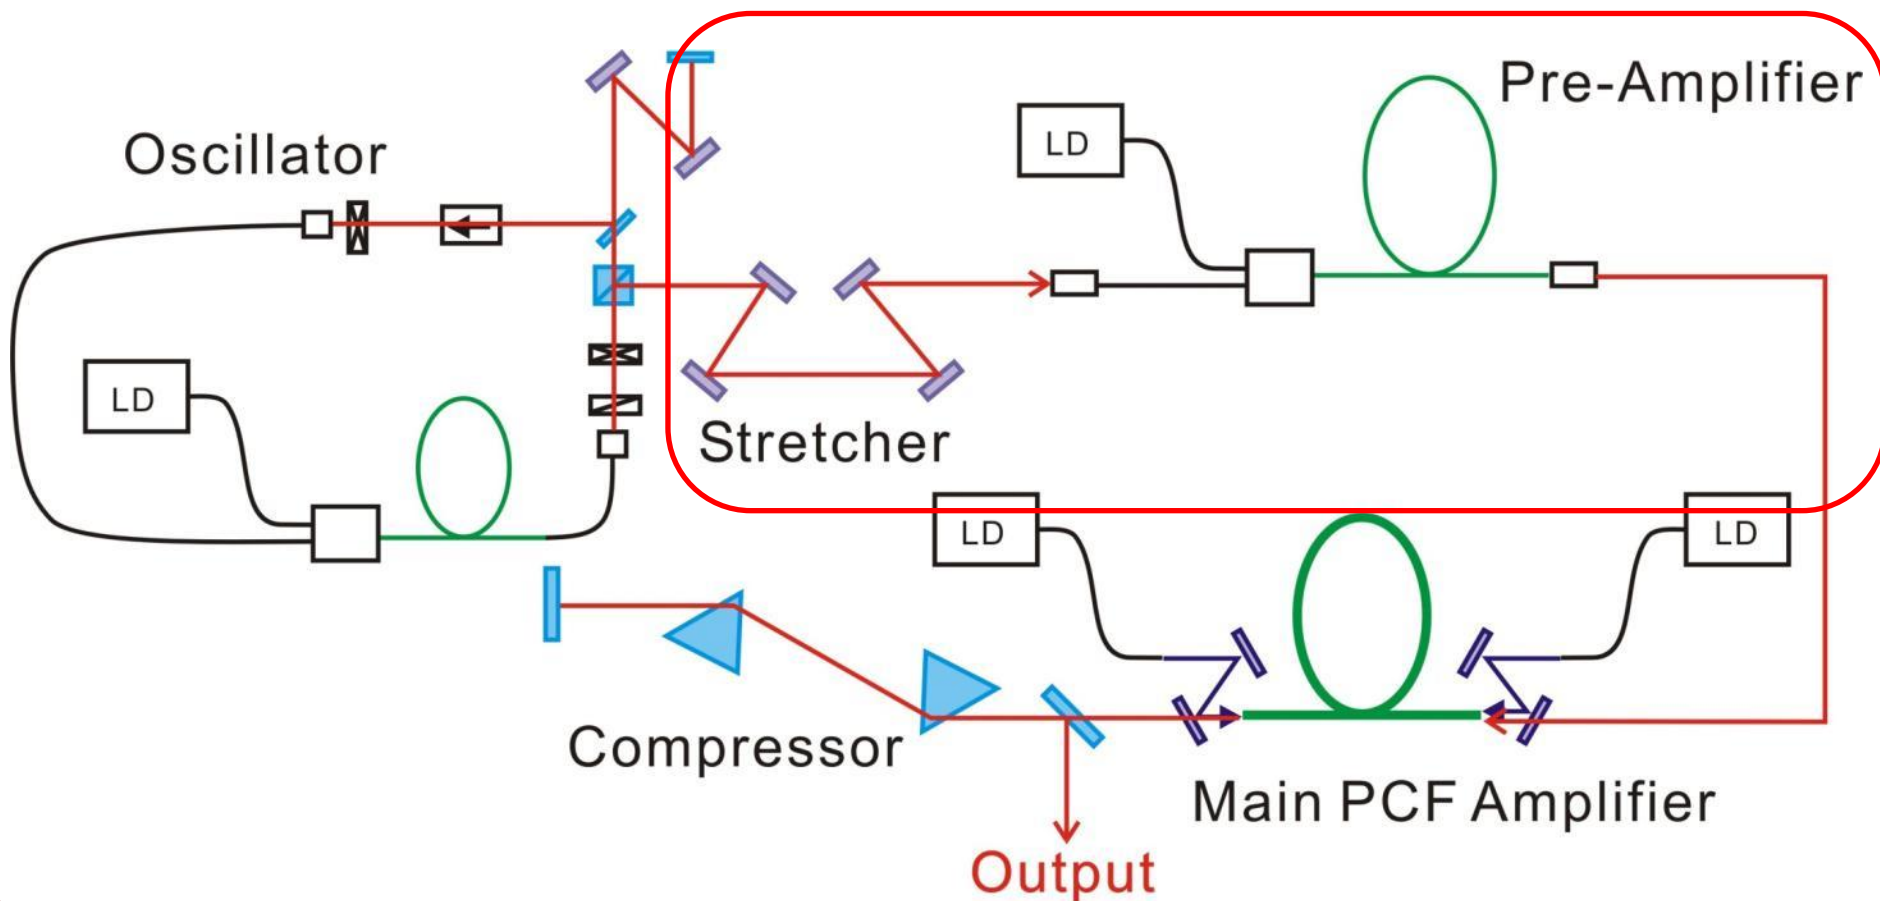 Pre-Amplifier
Oscillator
LD
LD
Stretcher
LD
LD
Compressor
Main PCF Amplifier
Output